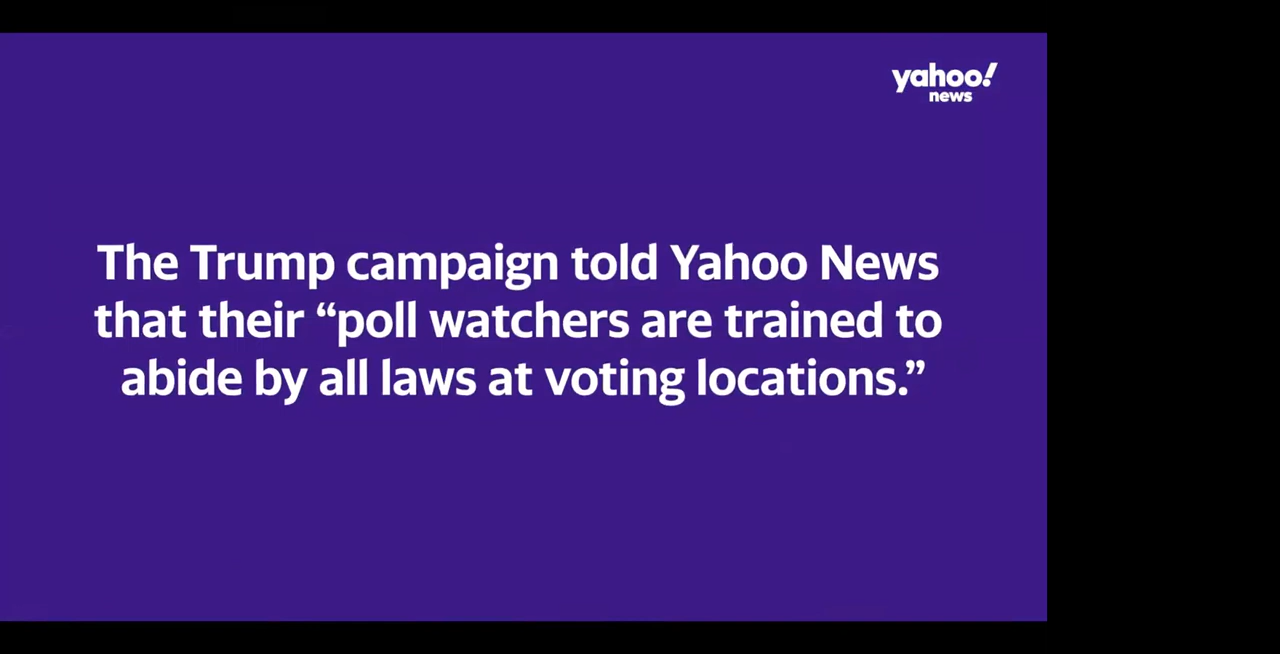 yahoo!
news
The Trump campaign told Yahoo News
that their “poll watchers are trained to
abide by all laws at voting locations.”